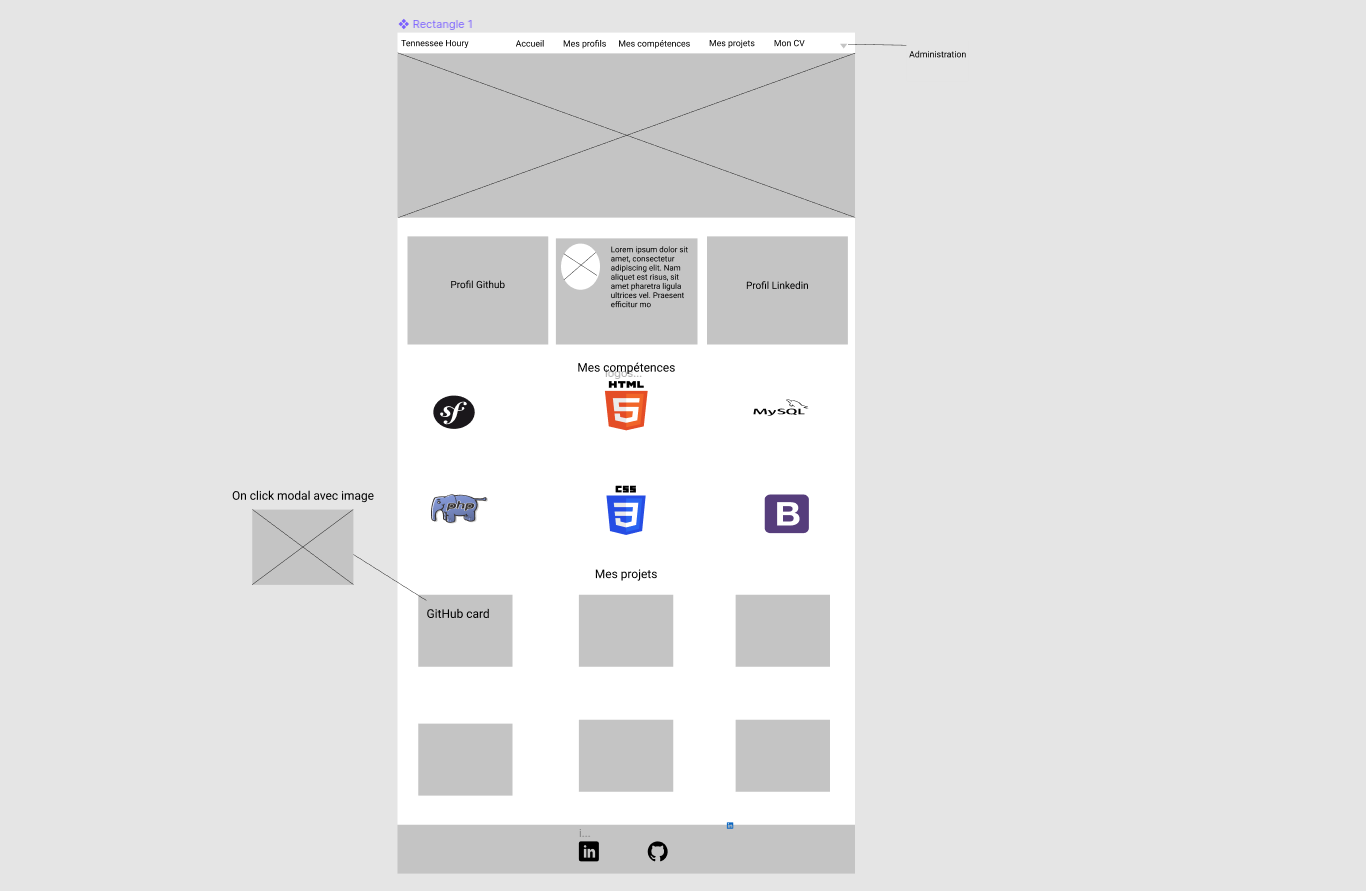 Rectangle 1
Tennessee Houry
Accueil
Mes profils
Mes compétences
Mes projets
Mon CV
Administration
Profil Github
Lorem ipsum dolor sit
amet, consectetur
adipiscing elit. Nam
aliquet est risus, sit
amet pharetra ligula
ultrices vel. Praesent
efficitur mo
Profil Linkedin
Mes compétences
logos...
sf
HTML
5
MySQL
php
CSS
3
B
On click modal avec image
Mes projets
GitHub card
i...
in
in